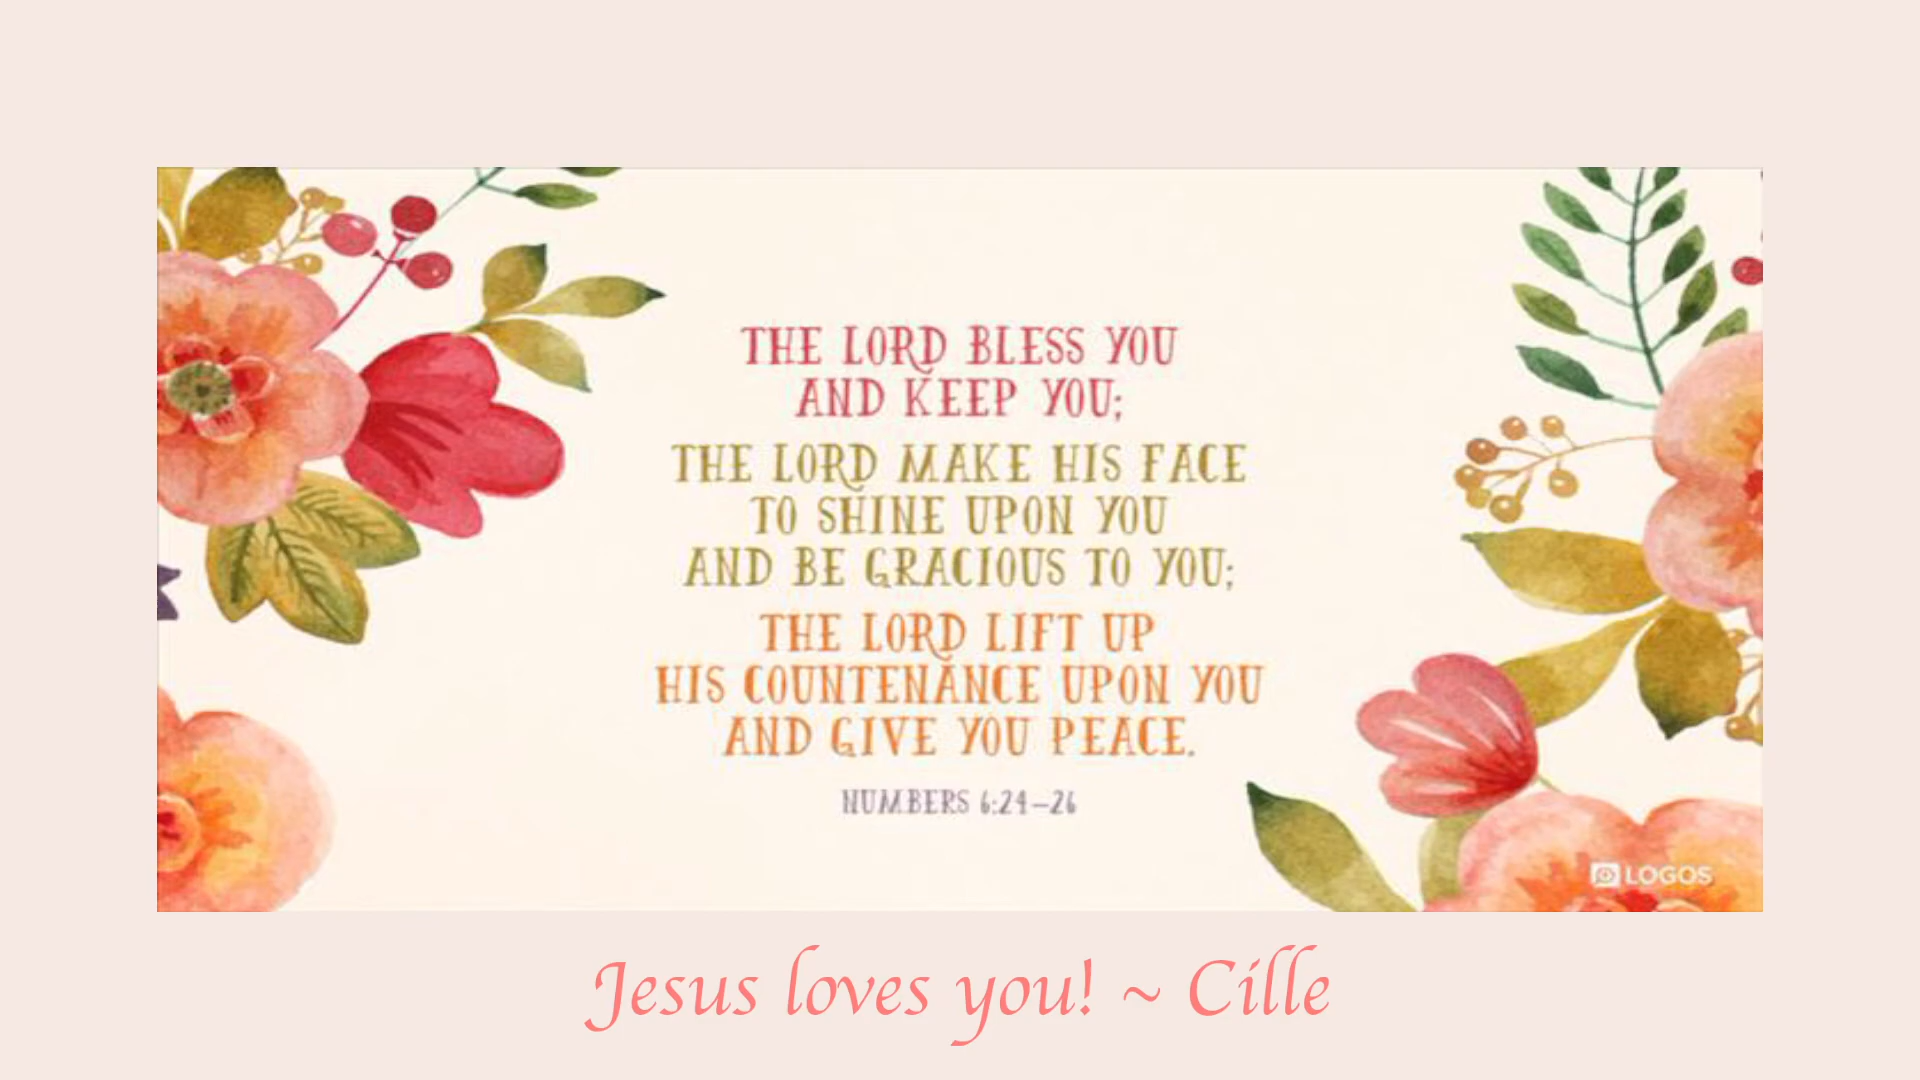 THE LORD BLESS YOU
AND KEEP YOU;
THE LORD MAKE HIS FACE
TO SHINE UPON YOU
AND BE GRACIOUS TO YOU;
THE LORD LIFT UP
HIS COUNTENANCE UPON YOU
AND GIVE YOU PEACE.
NUMBERS 6:24–26
LOGOS
Jesus loves you! ~ Cille